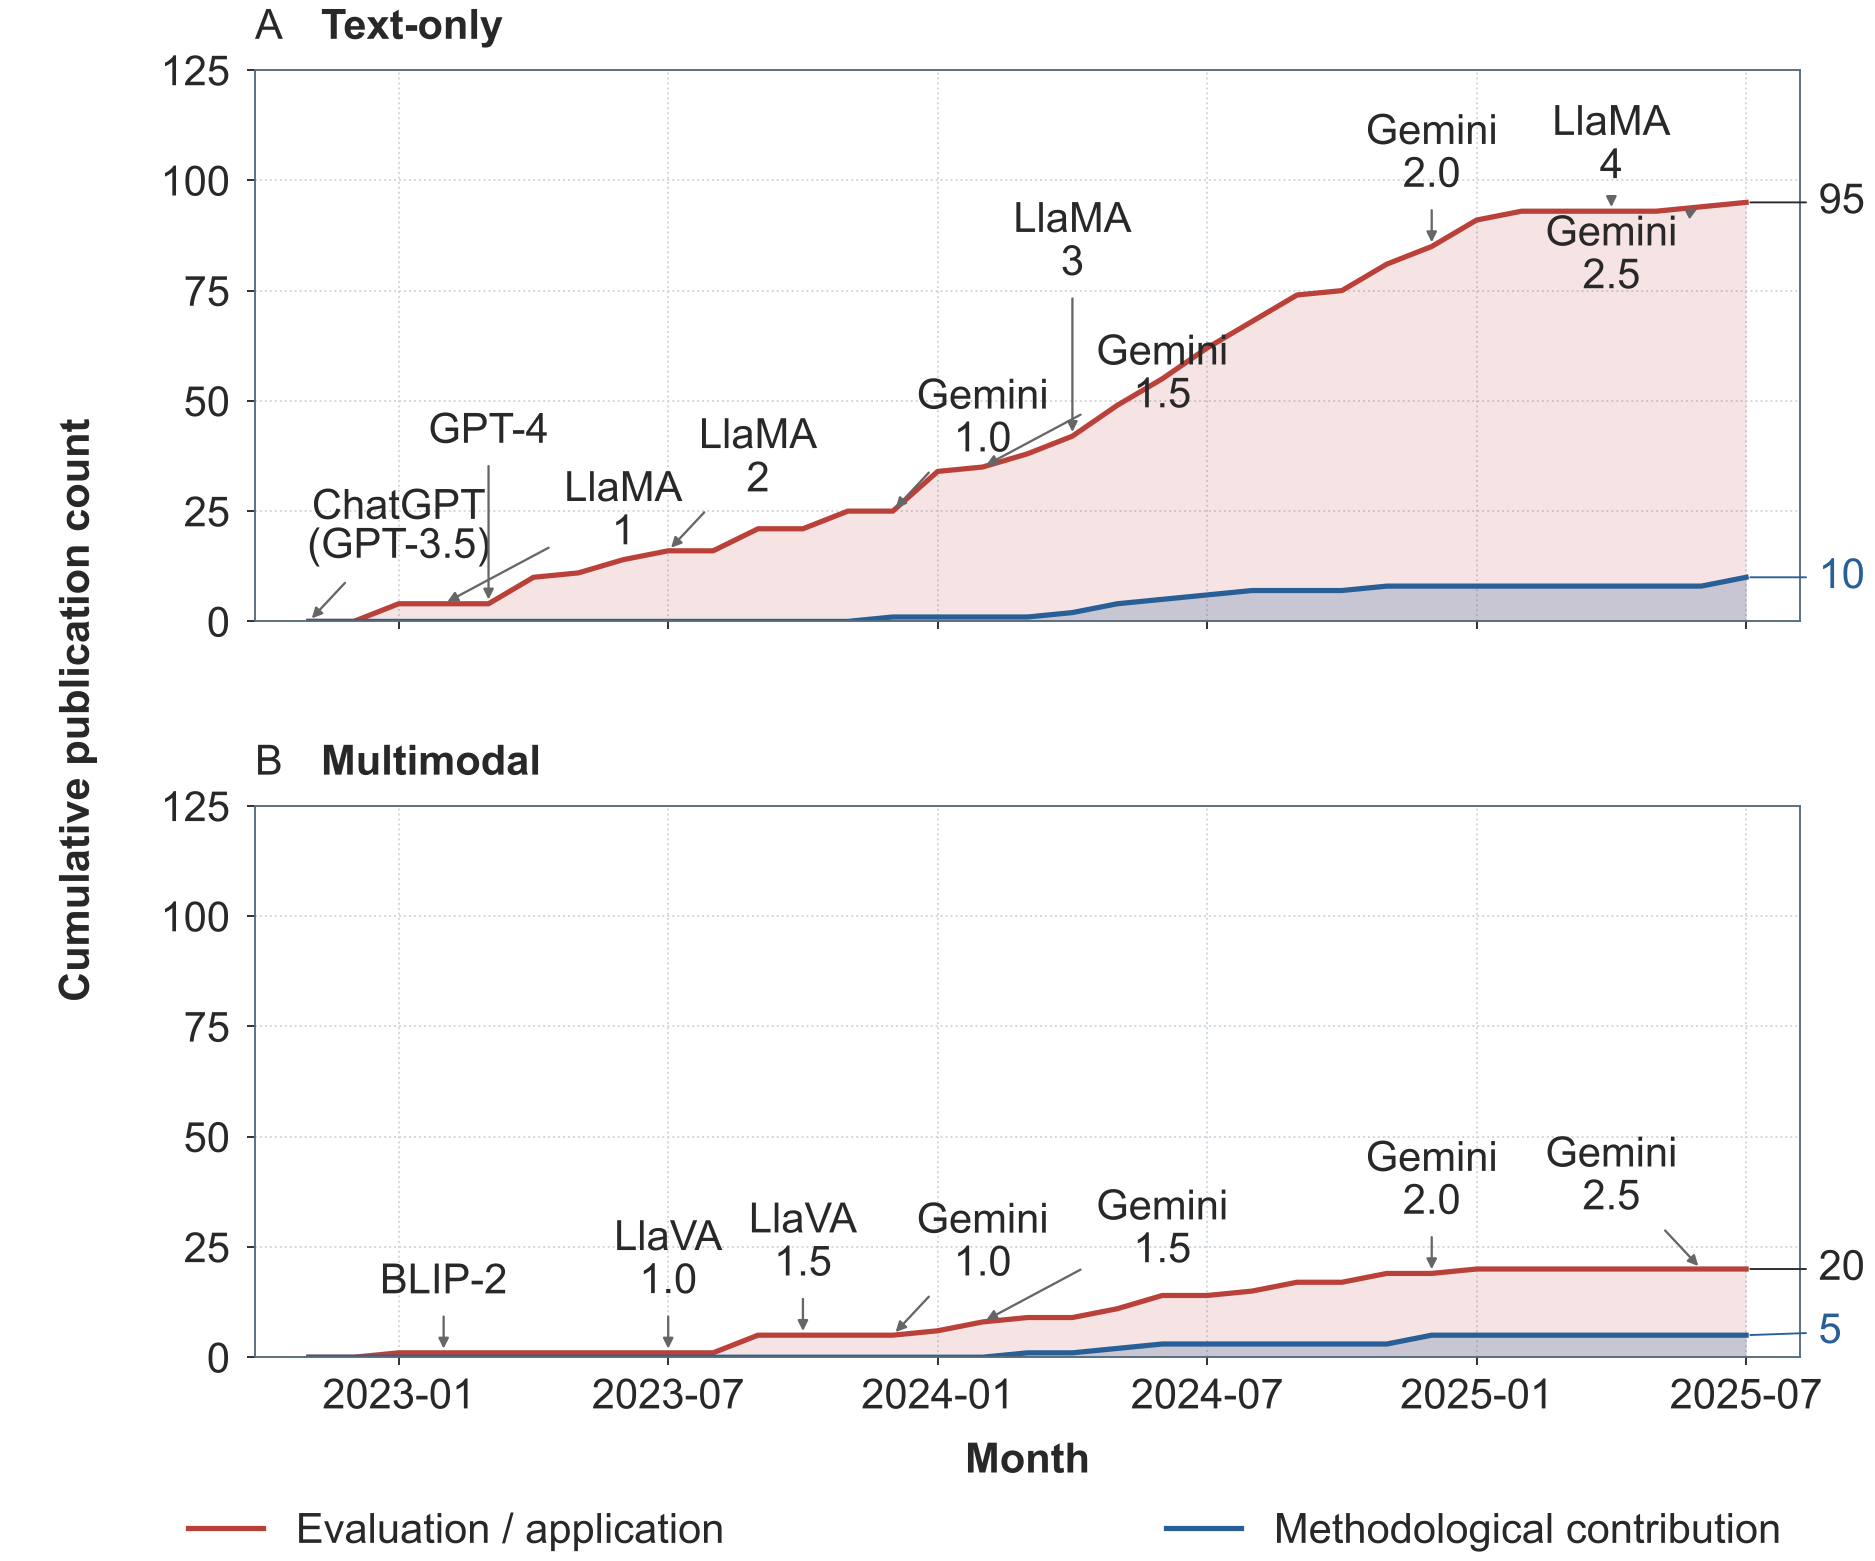 A Text-only
125
100
75
50
25
0
Gemini
2.0
LlaMA
4
LlaMA
3
Gemini
2.5
95
Gemini
1.5
Gemini
1.0
GPT-4
LlaMA
2
LlaMA
1
ChatGPT
(GPT-3.5)
10
Cumulative publication count
B Multimodal
125
100
75
50
25
0
BLIP-2
LlaVA
1.0
LlaVA
1.5
Gemini
1.0
Gemini
1.5
Gemini
2.0
Gemini
2.5
20
5
2023-01 2023-07 2024-01 2024-07 2025-01 2025-07
Month
Evaluation / application Methodological contribution